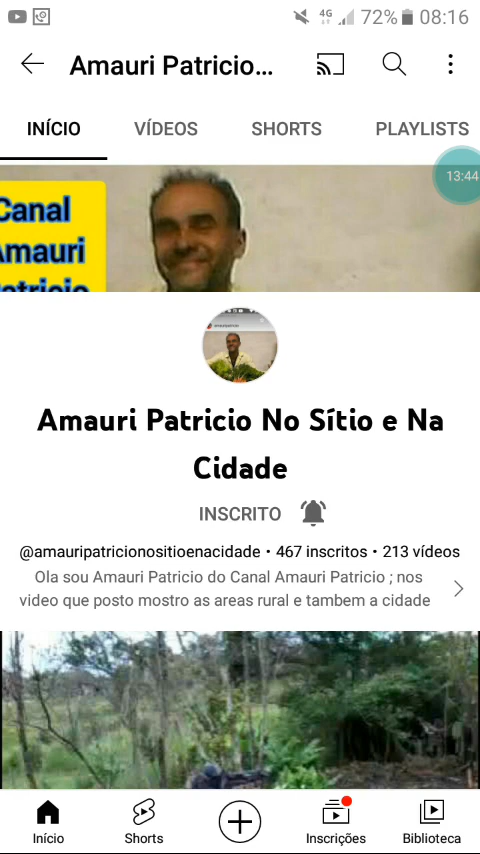 4G 72% 08:16
Amauri Patricio...
INÍCIO VÍDEOS SHORTS PLAYLISTS
13:44
Canal
Amauri
Patricio
Amauri Patricio No Sítio e Na
Cidade
INSCRITO
@amauripatricionositioenacidade • 467 inscritos • 213 vídeos
Ola sou Amauri Patricio do Canal Amauri Patricio ; nos
video que posto mostro as areas rural e tambem a cidade
Início Shorts Inscrições Biblioteca